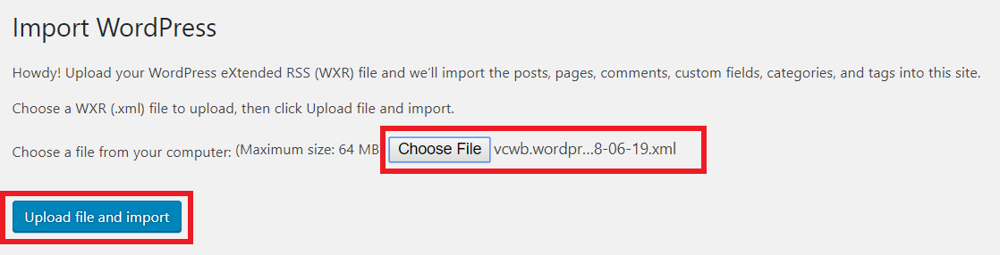 Import WordPress
Howdy! Upload your WordPress eXtended RSS (WXR) file and we'll import the posts, pages, comments, custom fields, categories, and tags into this site.
Choose a WXR (.xml) file to upload, then click Upload file and import.
Choose a file from your computer: (Maximum size: 64 MB Choose File vcwb.wordpr...8-06-19.xml
Upload file and import